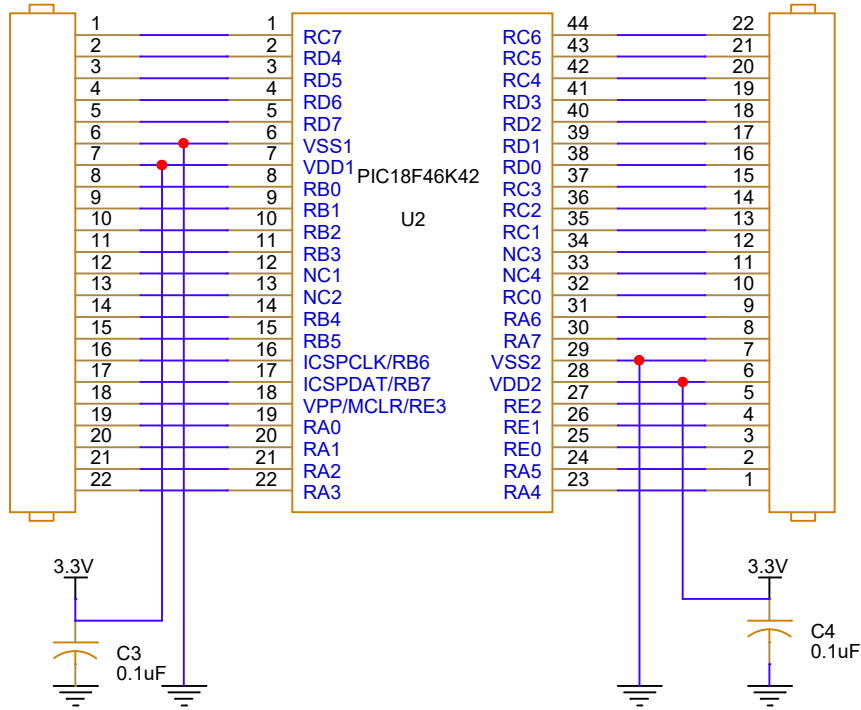 1 1 RC7 RC6 44 22
2 2 RD4 RC5 43 21
3 3 RD5 RC4 42 20
4 4 RD6 RD3 41 19
5 5 RD7 RD2 40 18
6 6 VSS1 RD1 39 17
7 7 VDD1 RD0 38 16
PIC18F46K42
8 8 RB0 RC3 37 15
9 9 RB1 RC2 36 14
U2
10 10 RB2 RC1 35 13
11 11 RB3 NC3 34 12
12 12 NC1 NC4 33 11
13 13 NC2 RC0 32 10
14 14 RB4 RA6 31 9
15 15 RB5 RA7 30 8
16 16 ICSPCLK/RB6 VSS2 29 7
17 17 ICSPDAT/RB7 VDD2 28 6
18 18 VPP/MCLR/RE3 RE2 27 5
19 19 RA0 RE1 26 4
20 20 RA1 RE0 25 3
21 21 RA2 RA5 24 2
22 22 RA3 RA4 23 1
3.3V 3.3V
C3
0.1uF
C4
0.1uF